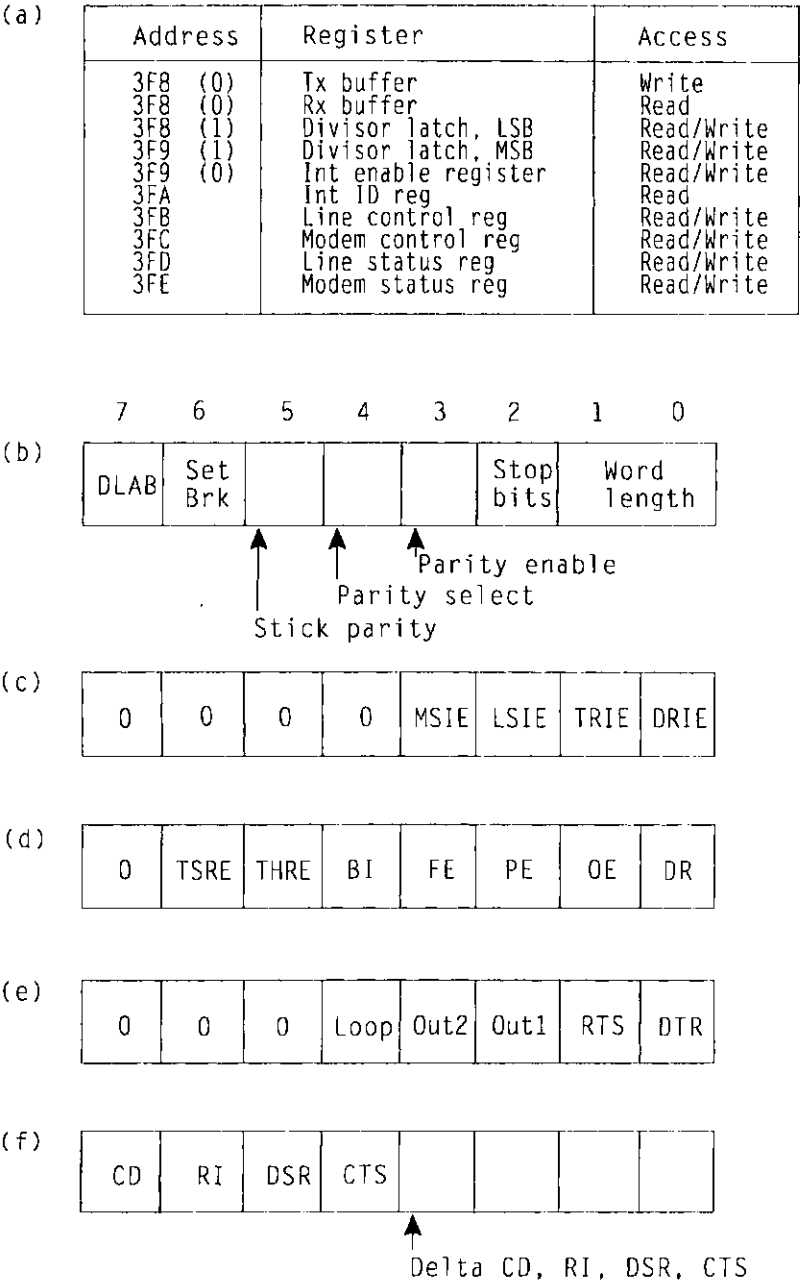 (a)
Address Register Access
3F8 (0) Tx buffer Write
3F8 (0) Rx buffer Read
3F8 (1) Divisor latch, LSB Read/Write
3F9 (1) Divisor latch, MSB Read/Write
3F9 (0) Int enable register Read/Write
3FA Int ID reg Read
3FB Line control reg Read/Write
3FC Modem control reg Read/Write
3FD Line status reg Read/Write
3FE Modem status reg Read/Write
7 6 5 4 3 2 1 0
(b)
DLAB Set Brk Stop bits Word length
Parity enable
Parity select
Stick parity
(c)
0 0 0 0 MSIE LSIE TRIE DRIE
(d)
0 TSRE THRE BI FE PE OE DR
(e)
0 0 0 Loop Out2 Out1 RTS DTR
(f)
CD RI DSR CTS
Delta CD, RI, DSR, CTS